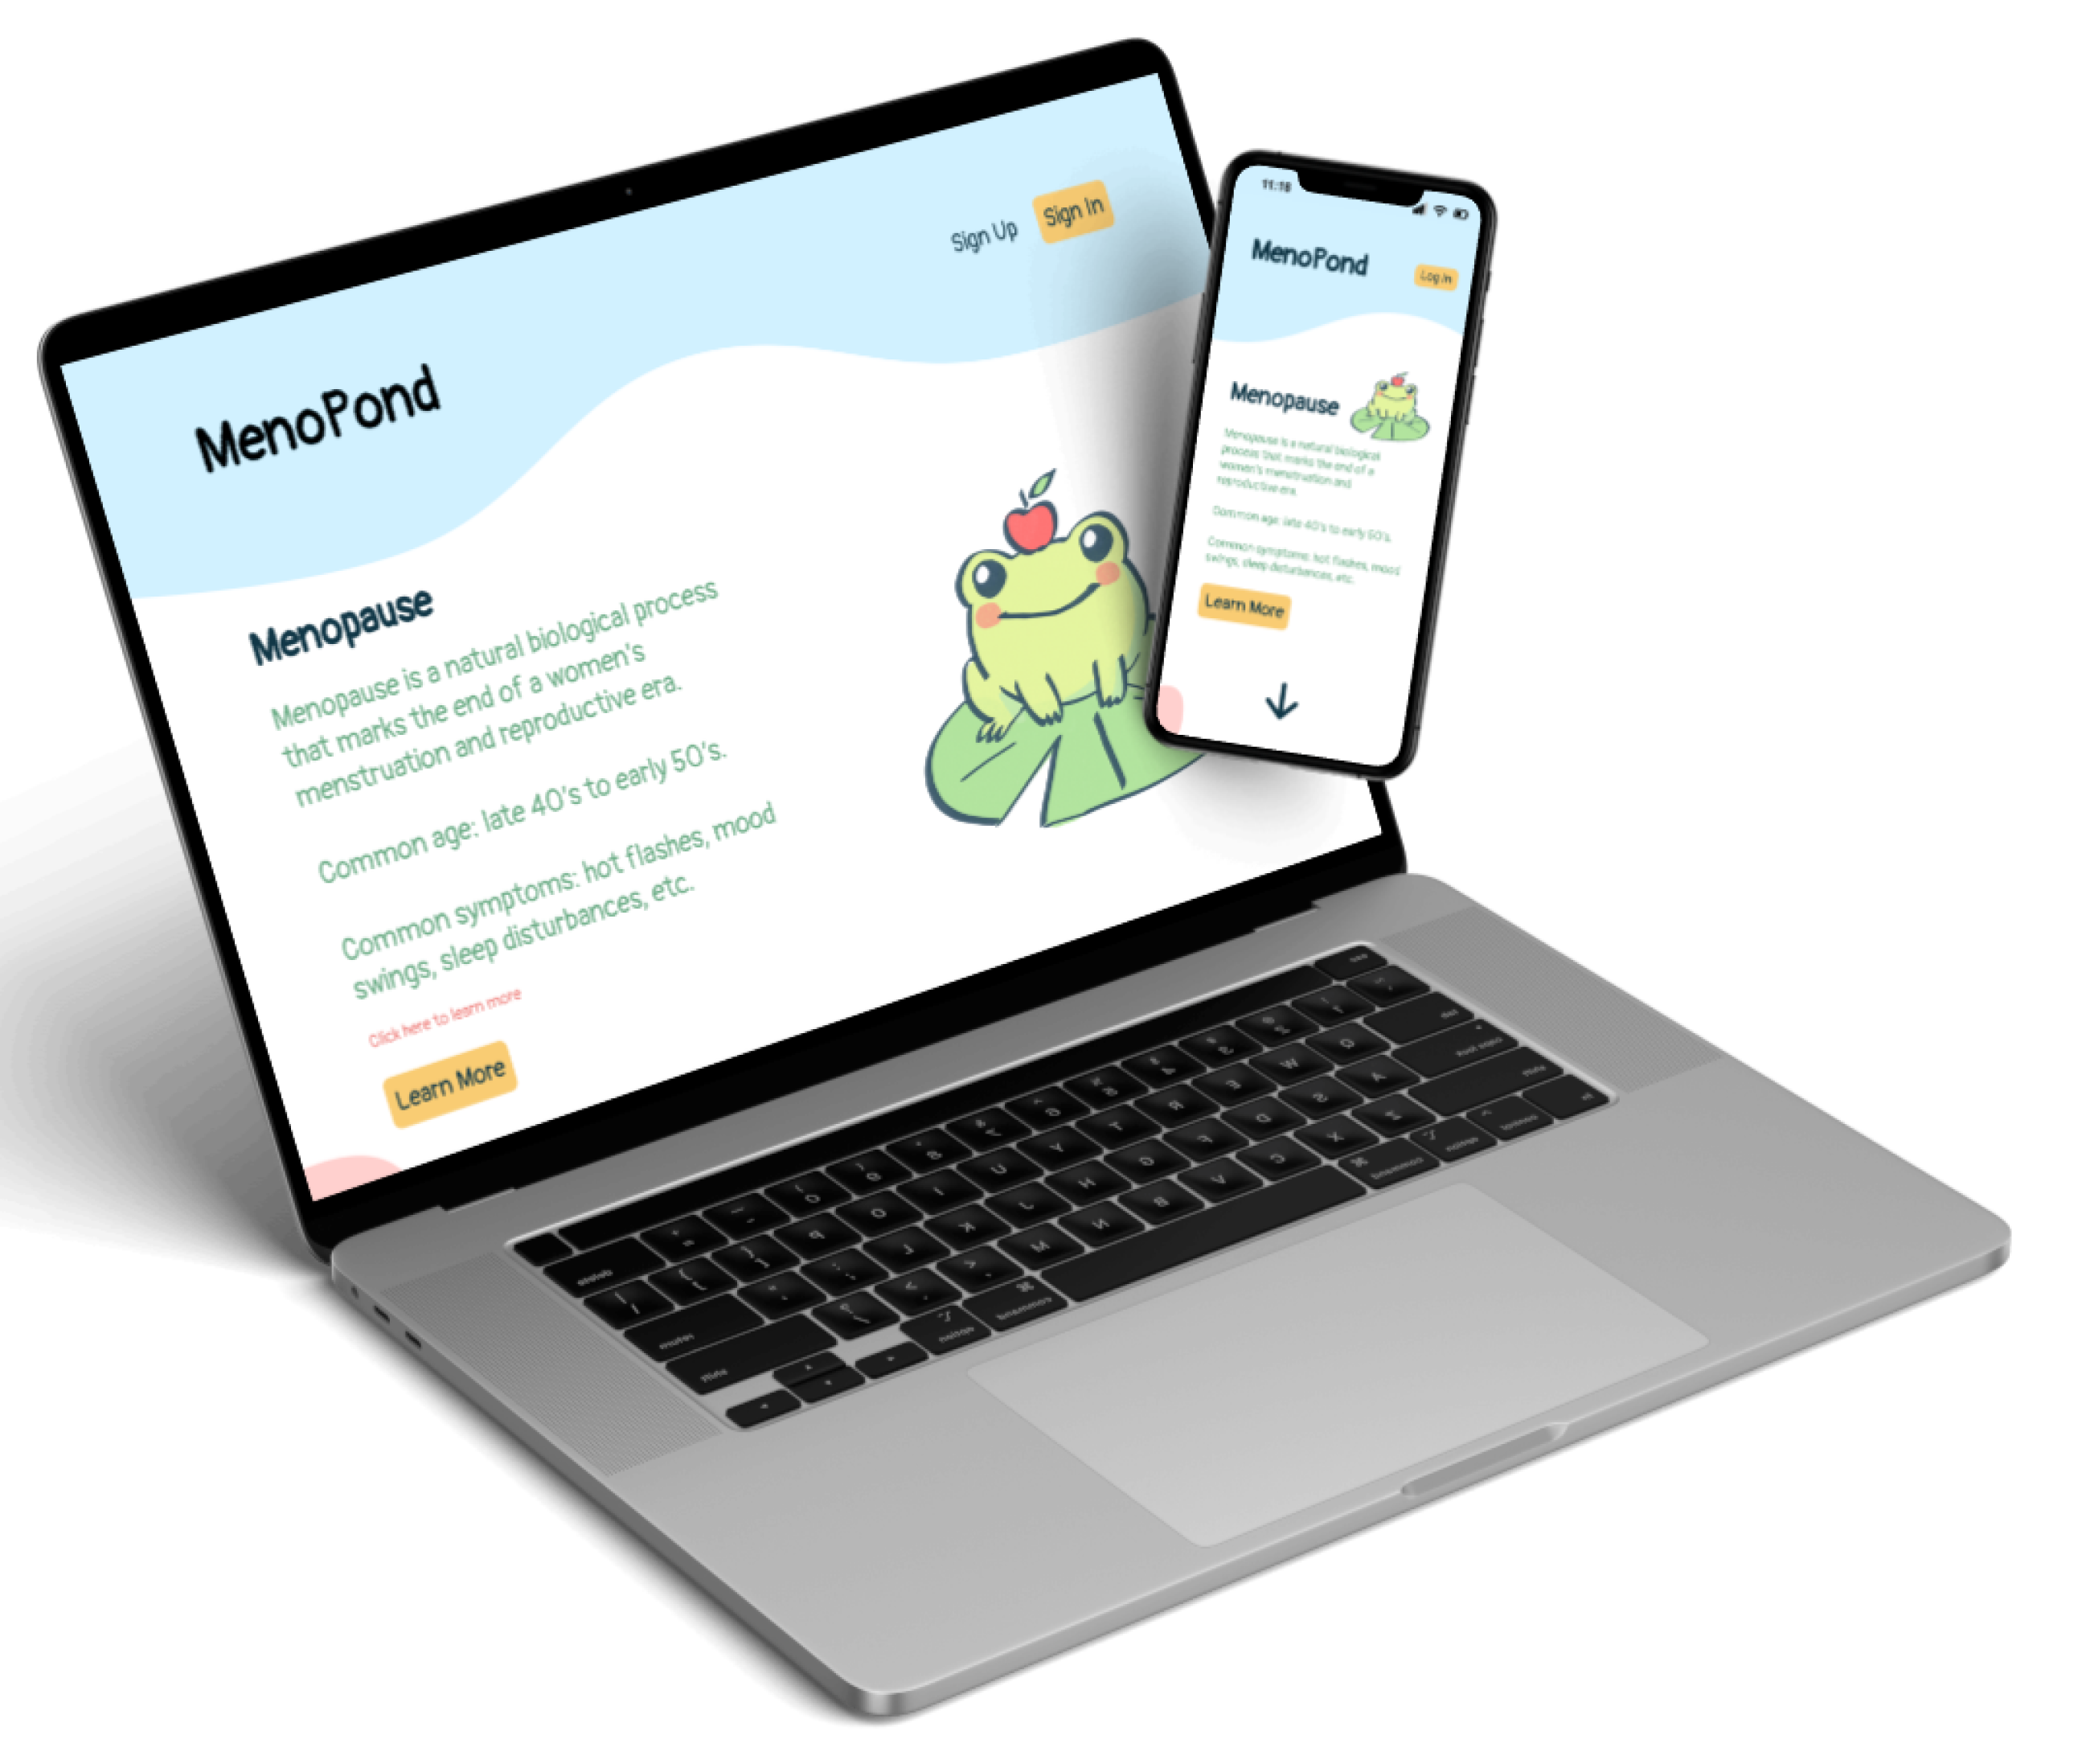 MenoPond
Sign Up
Sign In
Menopause
Menopause is a natural biological process
that marks the end of a women's
menstruation and reproductive era.
Common age: late 40's to early 50's.
Common symptoms: hot flashes, mood
swings, sleep disturbances, etc.
Click here to learn more
Learn More
11:18
MenoPond
Log In
Menopause
Menopause is a natural biological
process that marks the end of a
women's menstruation and
reproductive era.
Common age: late 40's to early 50's.
Common symptoms: hot flashes, mood
swings, sleep disturbances, etc.
Learn More